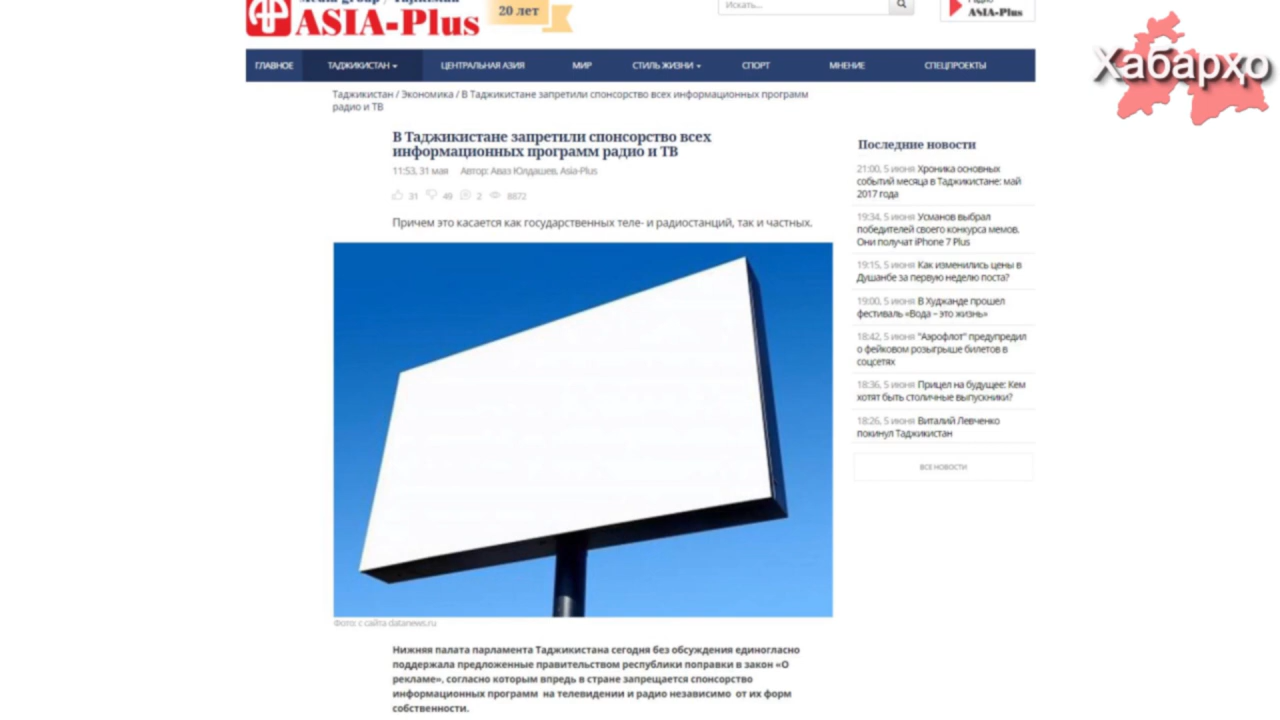 Media group / Таджикистан
ASIA-Plus
20 лет
Искать...
Радио
ASIA-Plus
Хабарҳо
ГЛАВНОЕ ТАДЖИКИСТАН ЦЕНТРАЛЬНАЯ АЗИЯ МИР СТИЛЬ ЖИЗНИ СПОРТ МНЕНИЕ СПЕЦПРОЕКТЫ
Таджикистан / Экономика / В Таджикистане запретили спонсорство всех информационных программ
радио и ТВ
В Таджикистане запретили спонсорство всех
информационных программ радио и ТВ
11:53, 31 мая Автор: Аваз Юлдашев, Asia-Plus
31 49 2 8872
Причем это касается как государственных теле- и радиостанций, так и частных.
Фото: с сайта datanews.ru
Нижняя палата парламента Таджикистана сегодня без обсуждения единогласно
поддержала предложенные правительством республики поправки в закон «О
рекламе», согласно которым впредь в стране запрещается спонсорство
информационных программ на телевидении и радио независимо от их форм
собственности.
Последние новости
21:00, 5 июня Хроника основных
событий месяца в Таджикистане: май
2017 года
19:34, 5 июня Усманов выбрал
победителей своего конкурса мемов.
Они получат iPhone 7 Plus
19:15, 5 июня Как изменились цены в
Душанбе за первую неделю поста?
19:00, 5 июня В Худжанде прошел
фестиваль «Вода – это жизнь»
18:42, 5 июня "Аэрофлот" предупредил
о фейковом розыгрыше билетов в
соцсетях
18:36, 5 июня Прицел на будущее: Кем
хотят быть столичные выпускники?
18:26, 5 июня Виталий Левченко
покинул Таджикистан
ВСЕ НОВОСТИ